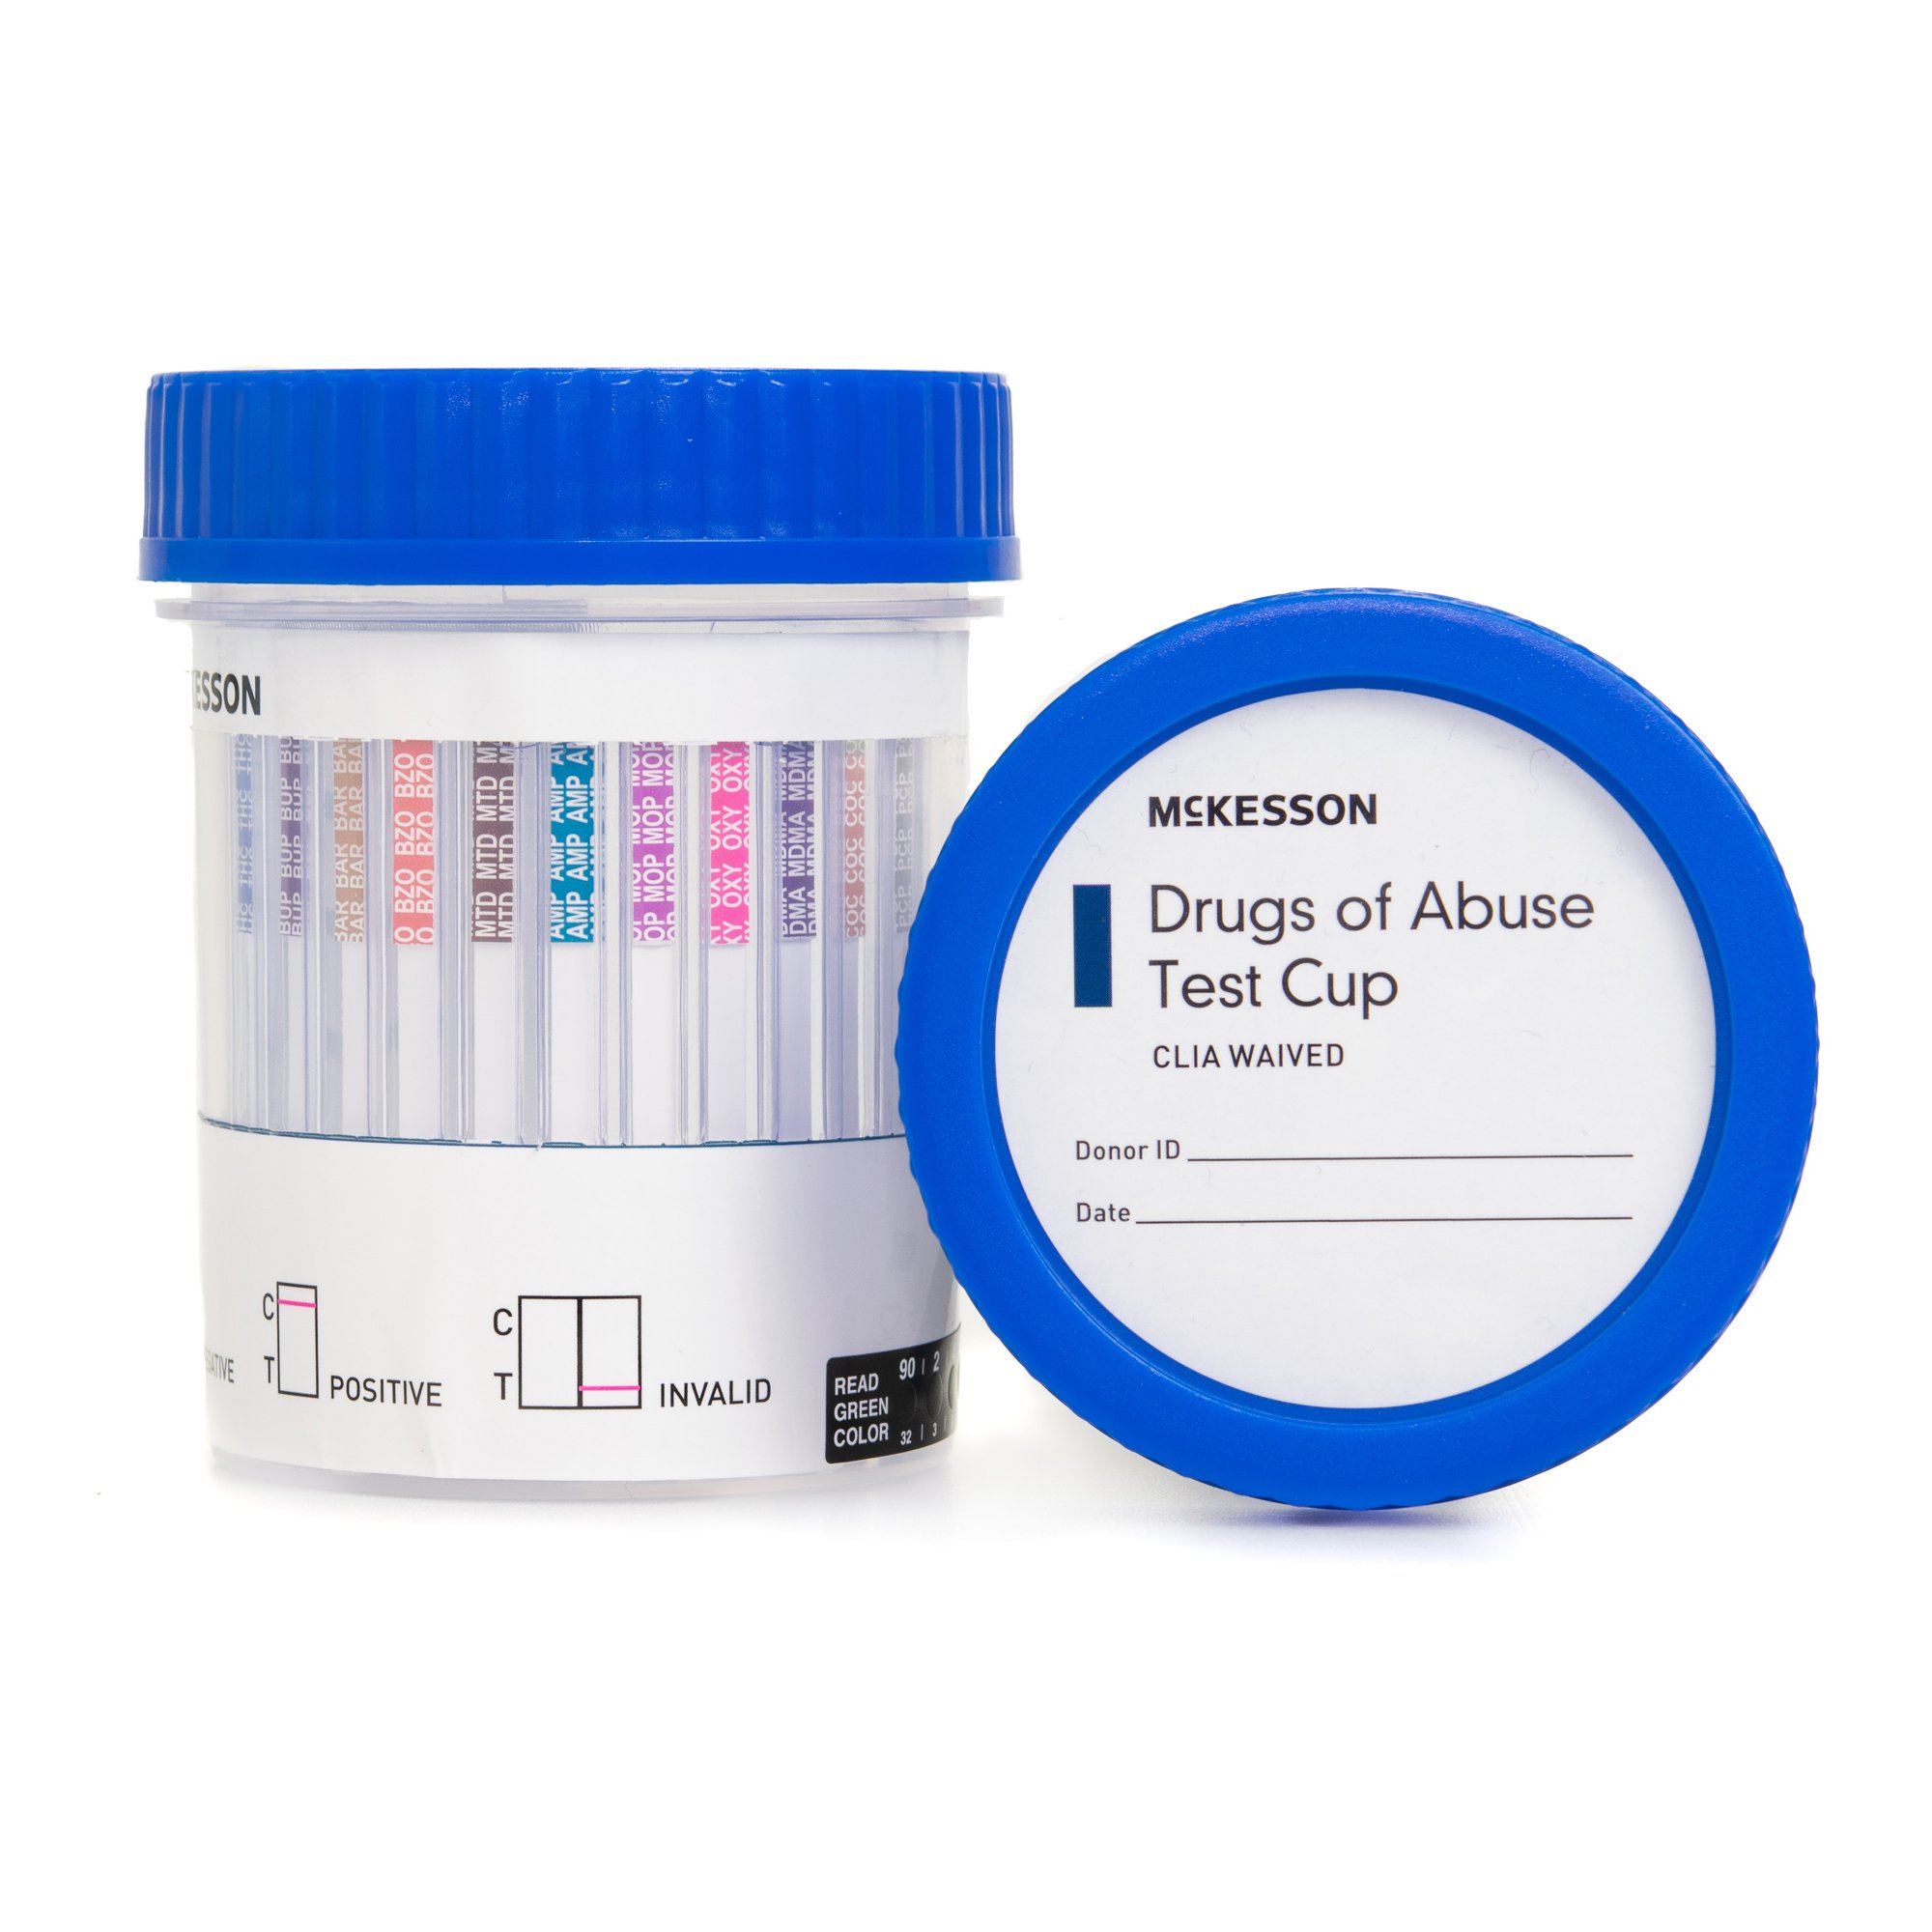 KESSON
BUP BUP BUP
BAR BAR BAR
BZO BZO BZO
MTD MTD MTD
AMP AMP AMP
MOP MOP MOP
OXY OXY OXY
MDMA MDMA
COC COC COC
PCP PCP
C
T
POSITIVE
C
T
INVALID
READ
GREEN
COLOR
90 | 2
32 | 3
McKESSON
Drugs of Abuse
Test Cup
CLIA WAIVED
Donor ID
Date